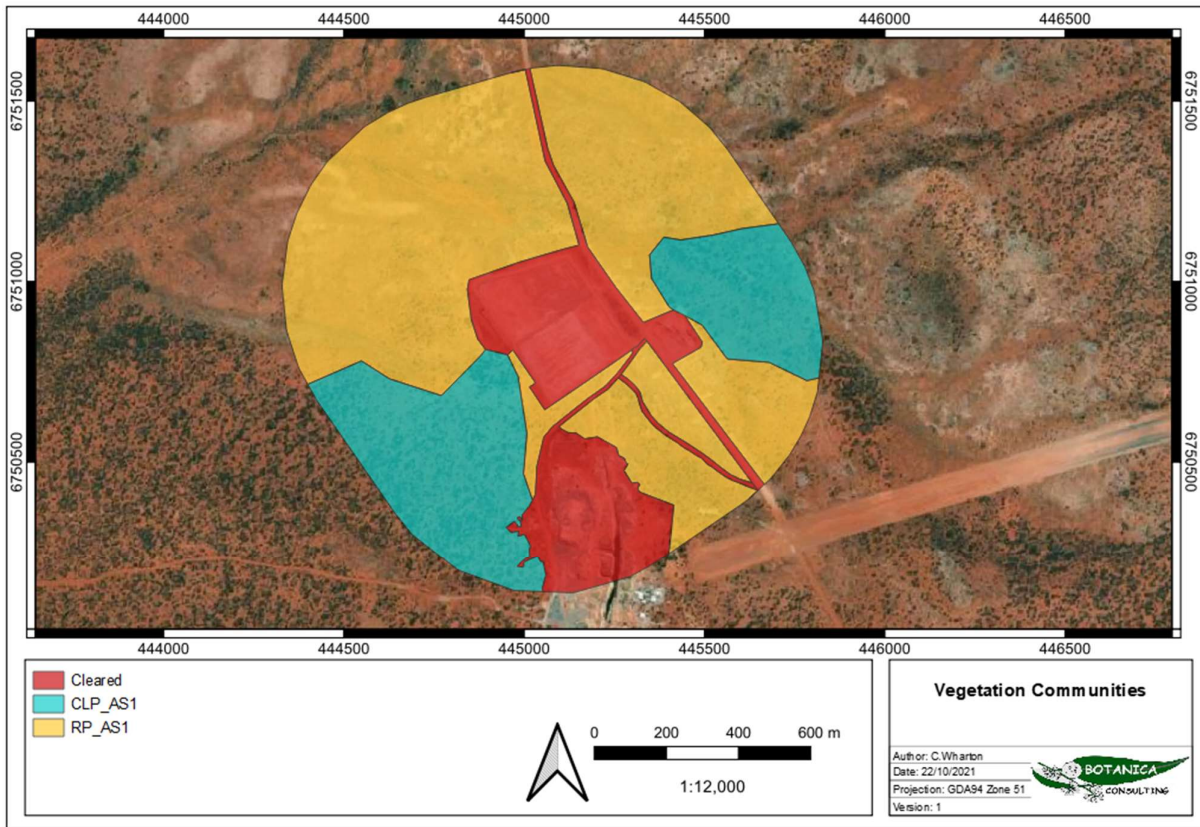 444000 444500 445000 445500 446000 446500
6751500 6751500
6751000 6751000
6750500 6750500
444000 444500 445000 445500 446000 446500
Cleared
CLP_AS1
RP_AS1
0 200 400 600 m
1:12,000
Vegetation Communities
Author: C.Wharton
Date: 22/10/2021
Projection: GDA94 Zone 51
Version: 1
BOTANICA
CONSULTING